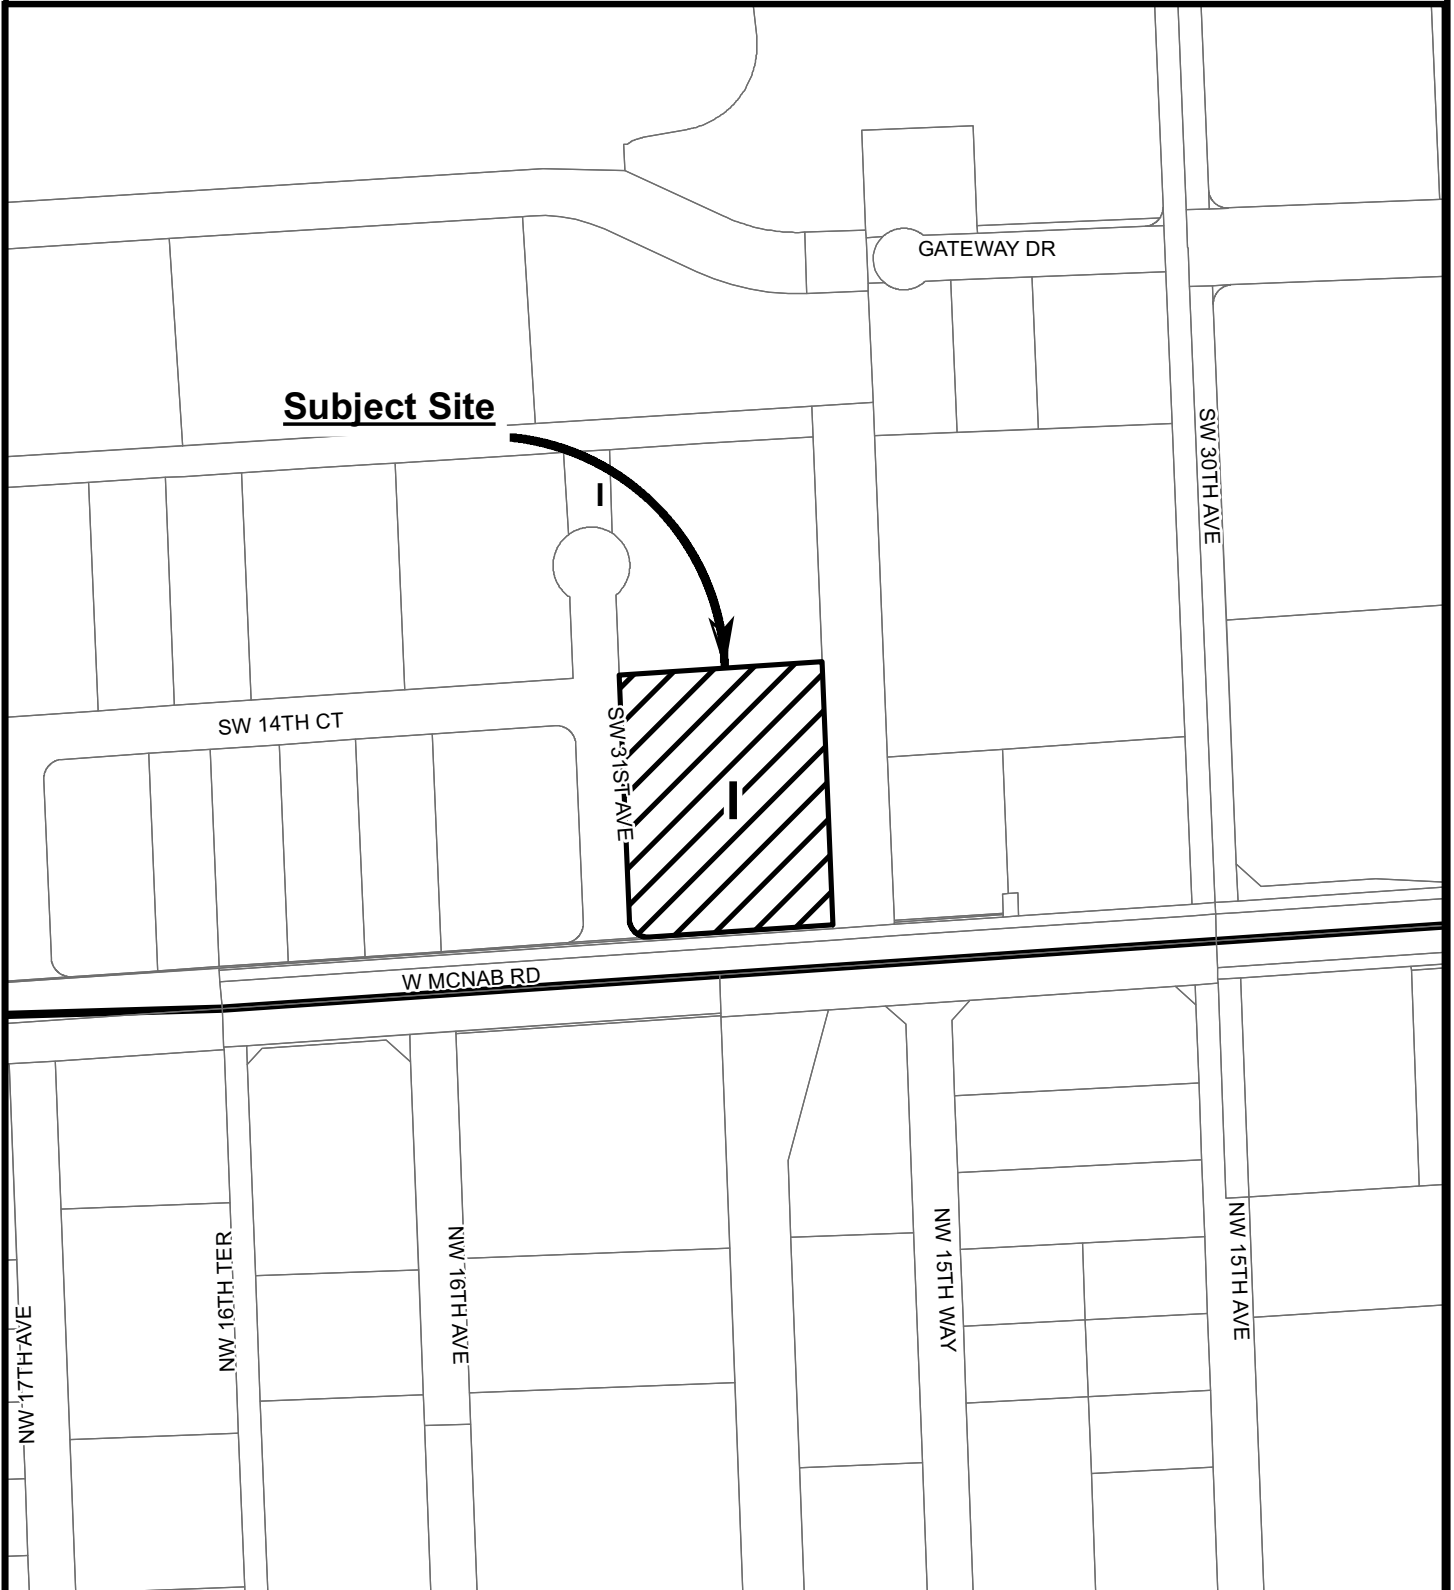 GATEWAY DR
Subject Site
SW 30TH AVE
I
SW 14TH CT
SW 31ST AVE
I
W MCNAB RD
NW 17TH AVE
NW 16TH TER
NW 16TH AVE
NW 15TH WAY
NW 15TH AVE